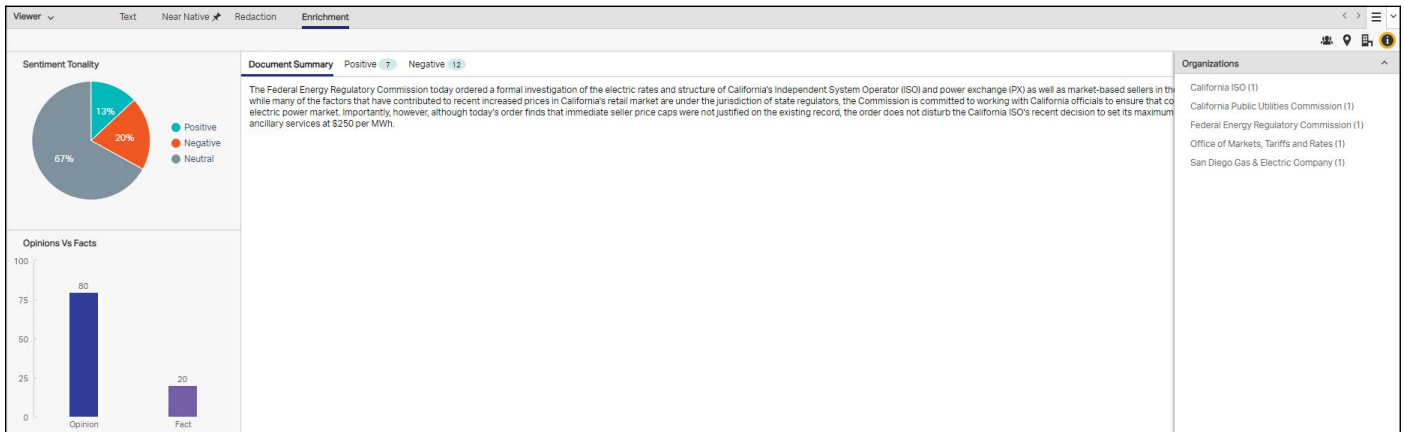 Viewer Text Near Native Redaction Enrichment
Sentiment Tonality
13%
20%
67%
Positive
Negative
Neutral
Opinions Vs Facts
100
75
50
25
0
80
20
Opinion Fact
Document Summary Positive 7 Negative 12
The Federal Energy Regulatory Commission today ordered a formal investigation of the electric rates and structure of California's Independent System Operator (ISO) and power exchange (PX) as well as market-based sellers in the
while many of the factors that have contributed to recent increased prices in California's retail market are under the jurisdiction of state regulators, the Commission is committed to working with California officials to ensure that co
electric power market. Importantly, however, although today's order finds that immediate seller price caps were not justified on the existing record, the order does not disturb the California ISO's recent decision to set its maximum
ancillary services at $250 per MWh.
Organizations
California ISO (1)
California Public Utilities Commission (1)
Federal Energy Regulatory Commission (1)
Office of Markets, Tariffs and Rates (1)
San Diego Gas & Electric Company (1)